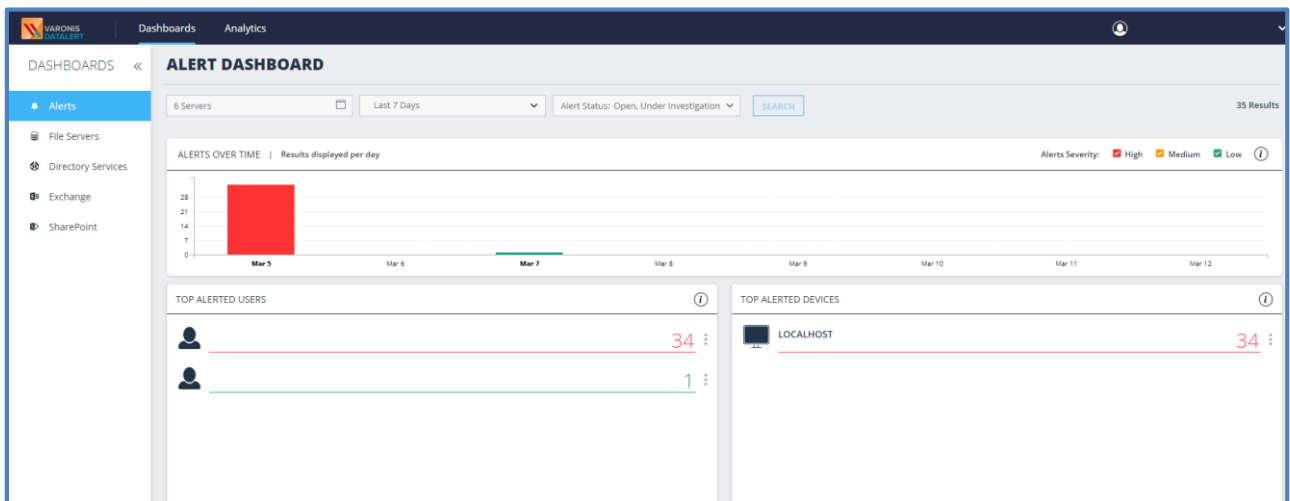 VARONIS
DATALERT
Dashboards Analytics
DASHBOARDS «
Alerts
File Servers
Directory Services
Exchange
SharePoint
ALERT DASHBOARD
6 Servers Last 7 Days Alert Status: Open, Under Investigation SEARCH 35 Results
ALERTS OVER TIME | Results displayed per day Alerts Severity: High Medium Low i
28
21
14
7
0
Mar 5 Mar 6 Mar 7 Mar 8 Mar 9 Mar 10 Mar 11 Mar 12
TOP ALERTED USERS i
34
1
TOP ALERTED DEVICES i
LOCALHOST 34